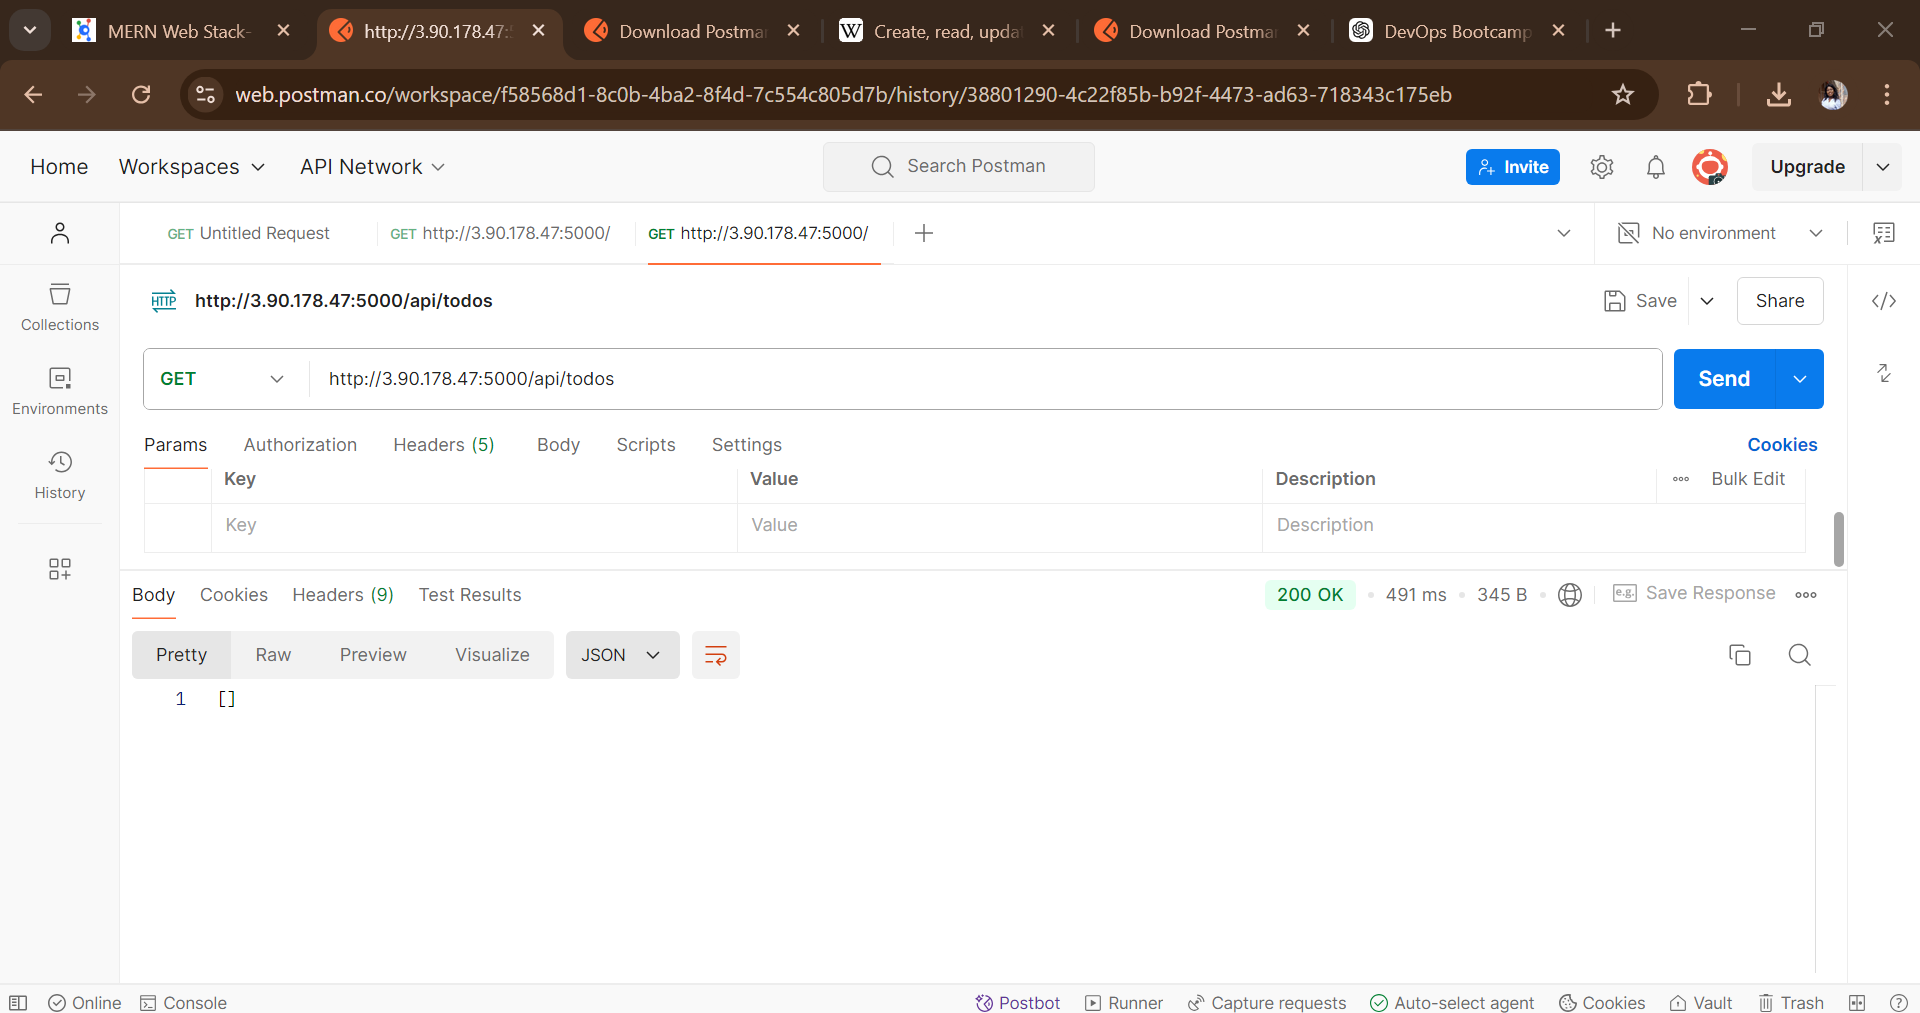 MERN Web Stack-
http://3.90.178.47:5
Download Postma
Create, read, upda
Download Postma
DevOps Bootcamp
web.postman.co/workspace/f58568d1-8c0b-4ba2-8f4d-7c554c805d7b/history/38801290-4c22f85b-b92f-4473-ad63-718343c175eb
Home Workspaces API Network Search Postman Invite Upgrade
GET Untitled Request GET http://3.90.178.47:5000/ GET http://3.90.178.47:5000/ No environment
HTTP http://3.90.178.47:5000/api/todos Save Share
Collections
Environments
History
GET http://3.90.178.47:5000/api/todos Send
Params Authorization Headers (5) Body Scripts Settings Cookies
Key Value Description Bulk Edit
Key Value Description
Body Cookies Headers (9) Test Results 200 OK • 491 ms • 345 B • e.g. Save Response
Pretty Raw Preview Visualize JSON
1 []
Online Console Postbot Runner Capture requests Auto-select agent Cookies Vault Trash